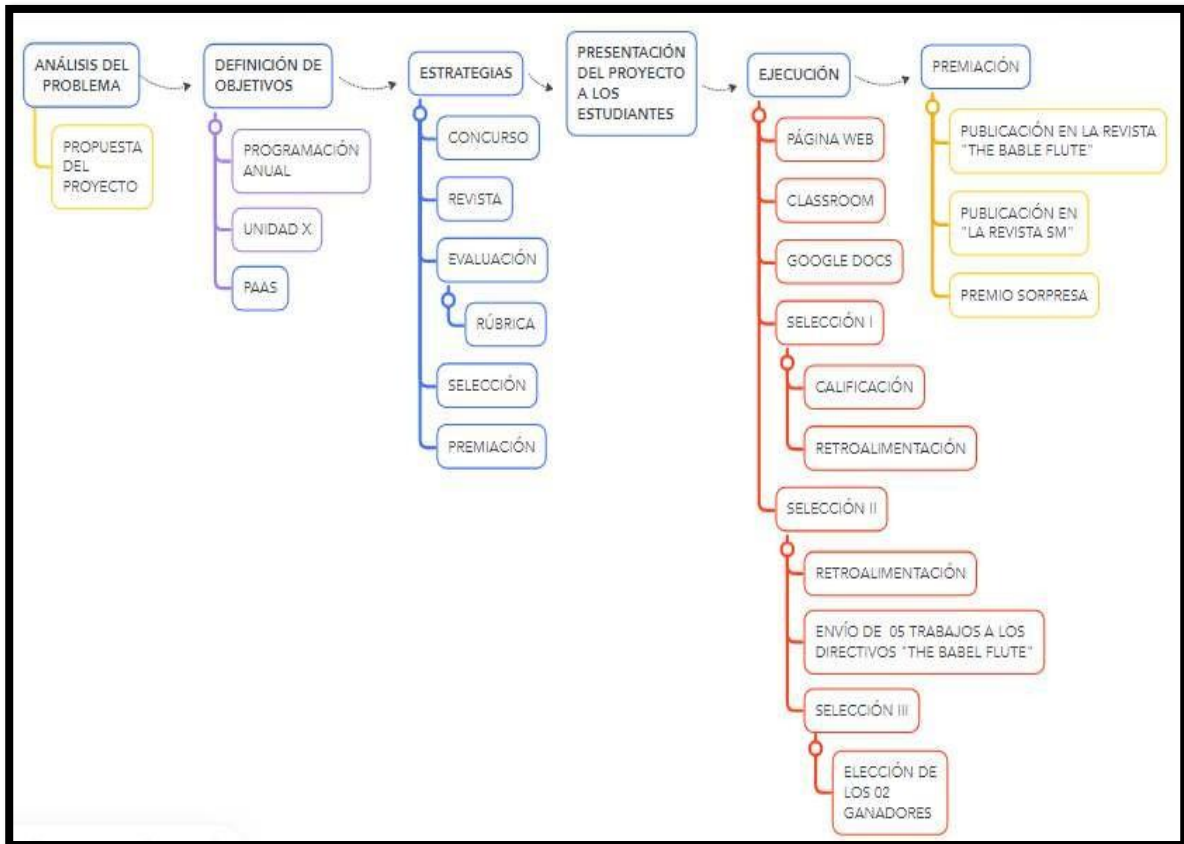 ANÁLISIS DEL
PROBLEMA
PROPUESTA
DEL
PROYECTO
DEFINICIÓN DE
OBJETIVOS
PROGRAMACIÓN
ANUAL
UNIDAD X
PAAS
ESTRATEGIAS
CONCURSO
REVISTA
EVALUACIÓN
RÚBRICA
SELECCIÓN
PREMIACIÓN
PRESENTACIÓN
DEL PROYECTO
A LOS
ESTUDIANTES
EJECUCIÓN
PÁGINA WEB
CLASSROOM
GOOGLE DOCS
SELECCIÓN I
CALIFICACIÓN
RETROALIMENTACIÓN
SELECCIÓN II
RETROALIMENTACIÓN
ENVÍO DE 05 TRABAJOS A LOS
DIRECTIVOS "THE BABEL FLUTE"
SELECCIÓN III
ELECCIÓN DE
LOS 02
GANADORES
PREMIACIÓN
PUBLICACIÓN EN LA REVISTA
"THE BABLE FLUTE"
PUBLICACIÓN EN
"LA REVISTA SM"
PREMIO SORPRESA